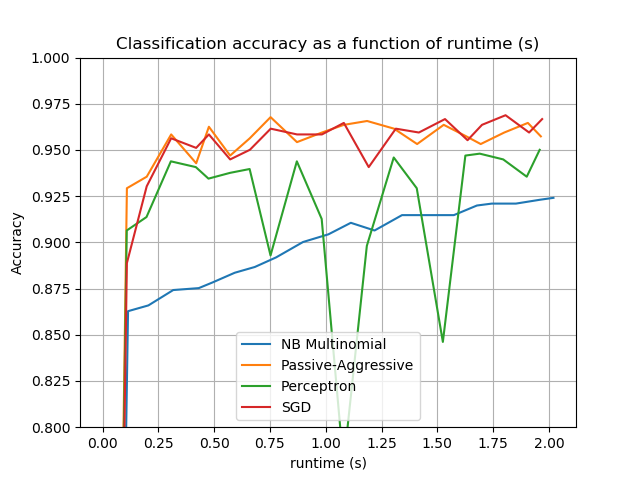 Classification accuracy as a function of runtime (s)
1.000
0.975
0.950
0.925
0.900
0.875
0.850
0.825
0.800
Accuracy
NB Multinomial
Passive-Aggressive
Perceptron
SGD
0.00 0.25 0.50 0.75 1.00 1.25 1.50 1.75 2.00
runtime (s)